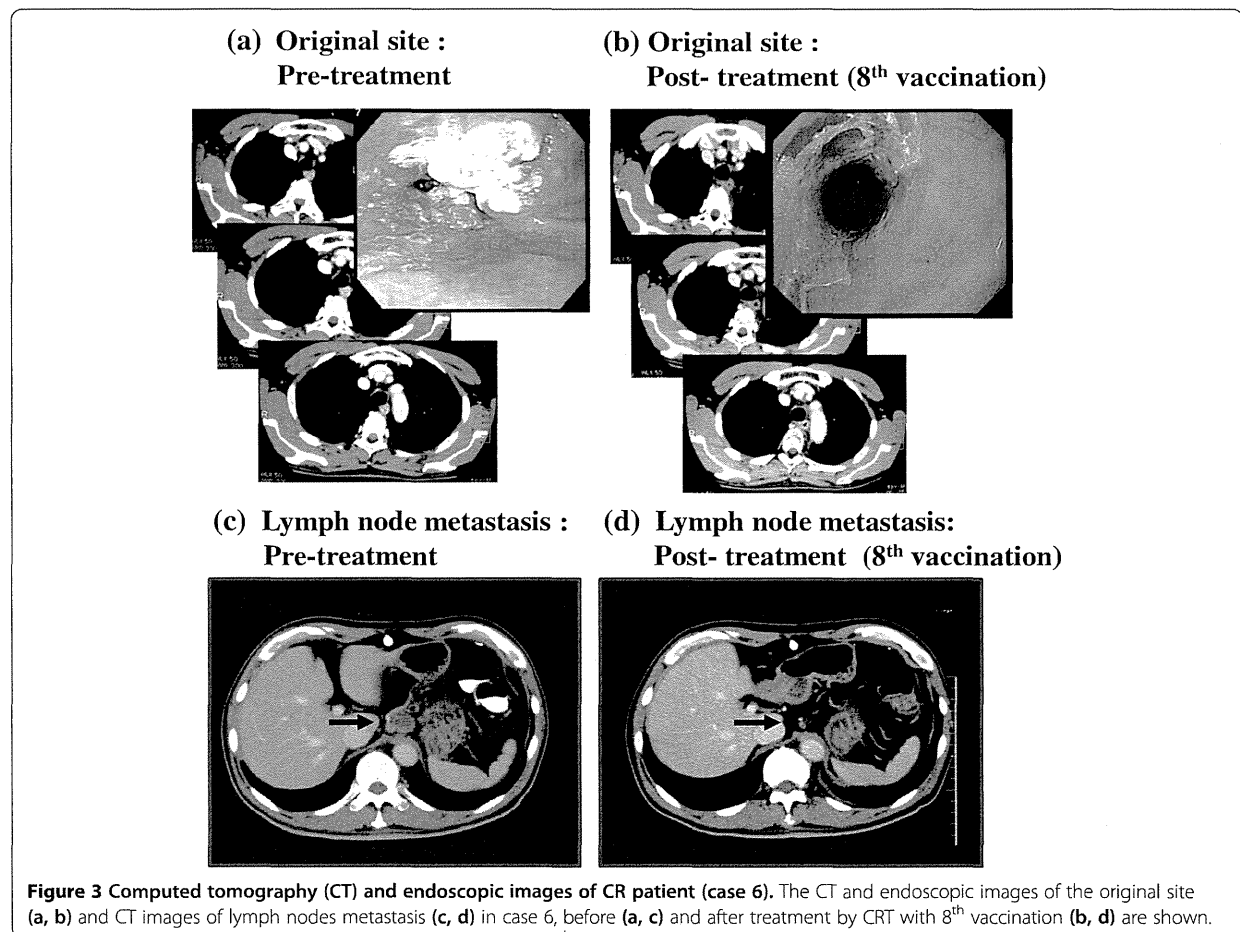 (a) Original site :
Pre-treatment
(b) Original site :
Post- treatment (8th vaccination)
(c) Lymph node metastasis :
Pre-treatment
(d) Lymph node metastasis:
Post- treatment (8th vaccination)
Figure 3 Computed tomography (CT) and endoscopic images of CR patient (case 6). The CT and endoscopic images of the original site
(a, b) and CT images of lymph nodes metastasis (c, d) in case 6, before (a, c) and after treatment by CRT with 8th vaccination (b, d) are shown.